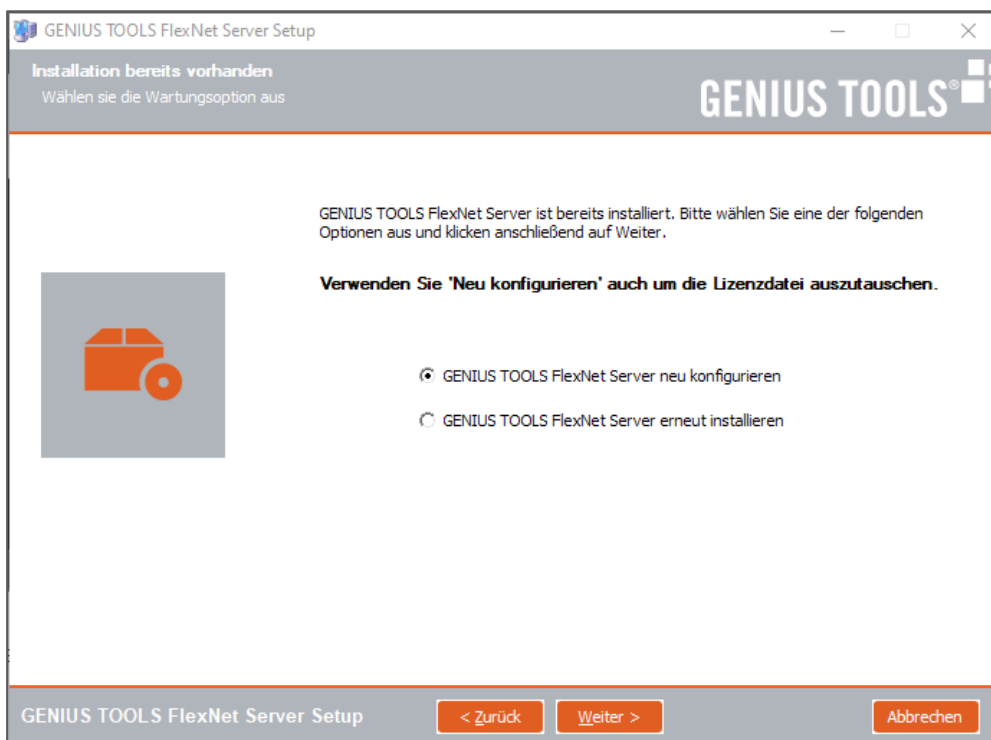 GENIUS TOOLS FlexNet Server Setup
Installation bereits vorhanden
Wählen sie die Wartungsoption aus
GENIUS TOOLS®
GENIUS TOOLS FlexNet Server ist bereits installiert. Bitte wählen Sie eine der folgenden
Optionen aus und klicken anschließend auf Weiter.
Verwenden Sie 'Neu konfigurieren' auch um die Lizenzdatei auszutauschen.
GENIUS TOOLS FlexNet Server neu konfigurieren
GENIUS TOOLS FlexNet Server erneut installieren
GENIUS TOOLS FlexNet Server Setup
< Zurück
Weiter >
Abbrechen